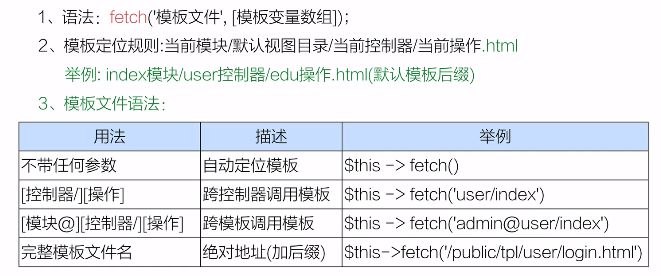 1、语法：fetch('模板文件', [模板变量数组]);
2、模板定位规则:当前模块/默认视图目录/当前控制器/当前操作.html
举例: index模块/user控制器/edu操作.html(默认模板后缀)
3、模板文件语法：
用法 描述 举例
不带任何参数 自动定位模板 $this -> fetch()
[控制器/][操作] 跨控制器调用模板 $this -> fetch('user/index')
[模块@][控制器/][操作] 跨模板调用模板 $this -> fetch('admin@user/index')
完整模板文件名 绝对地址(加后缀) $this->fetch('/public/tpl/user/login.html')